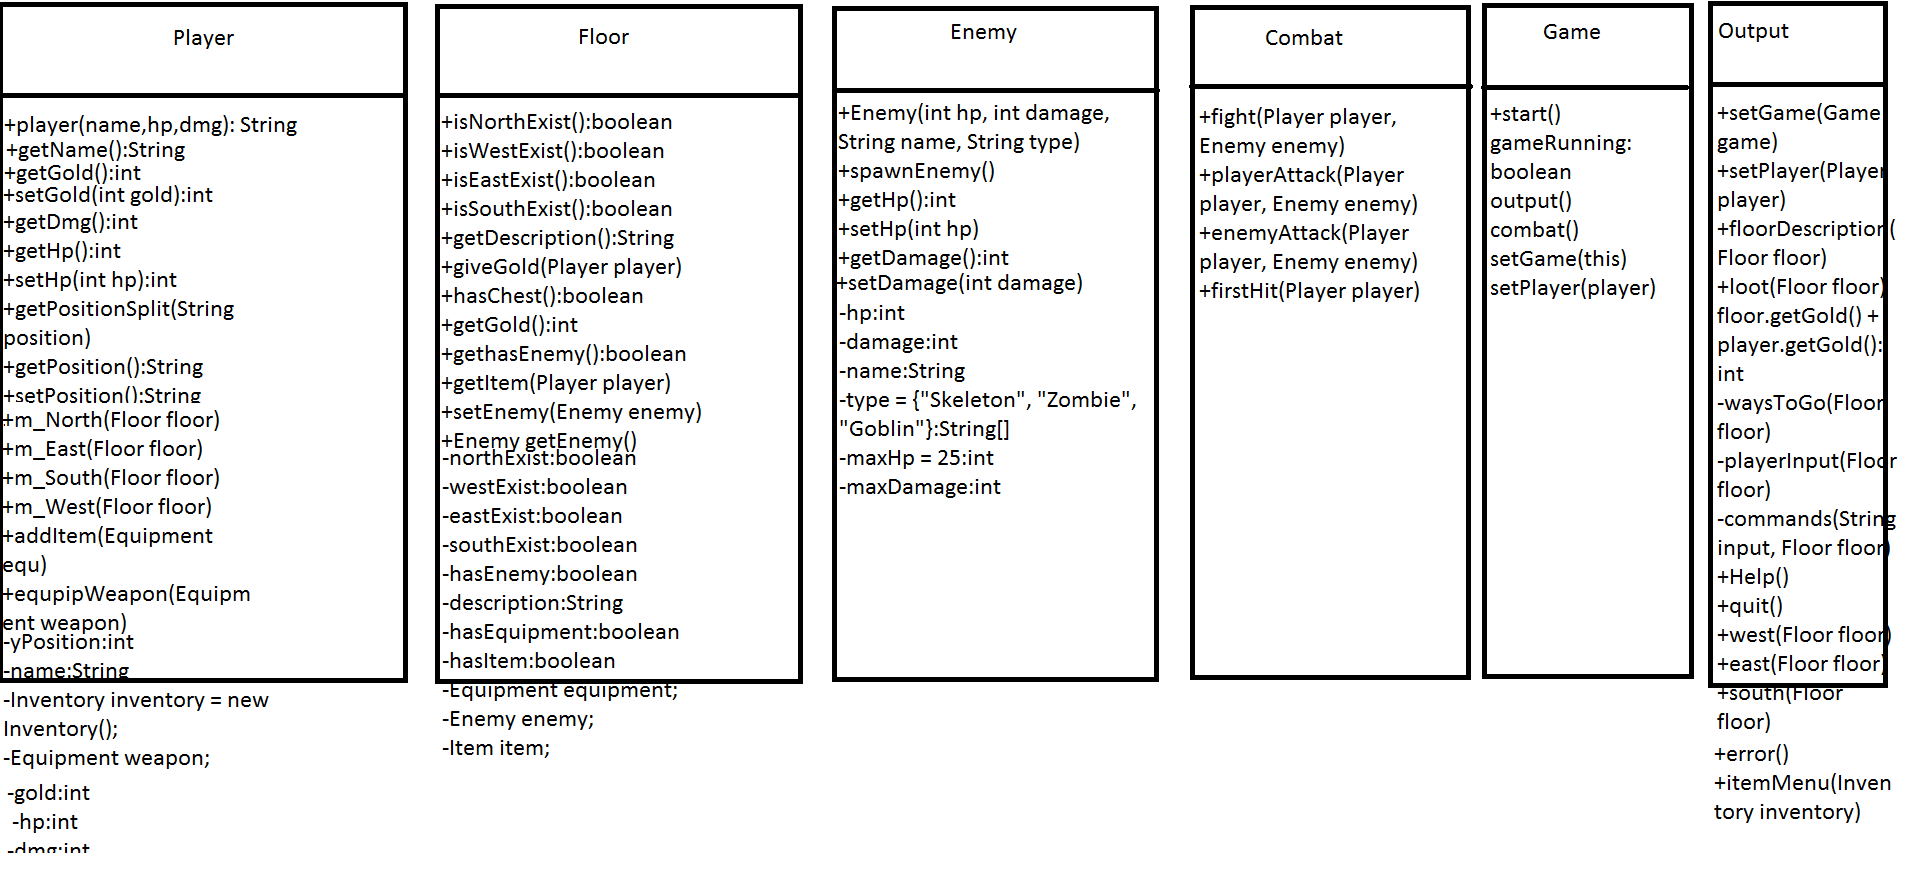 Player
+player(name,hp,dmg): String
+getName():String
+getGold():int
+setGold(int gold):int
+getDmg():int
+getHp():int
+setHp(int hp):int
+getPositionSplit(String
position)
+getPosition():String
+setPosition():String
+m_North(Floor floor)
+m_East(Floor floor)
+m_South(Floor floor)
+m_West(Floor floor)
+addItem(Equipment
equ)
+equpipWeapon(Equipm
ent weapon)
-yPosition:int
-name:String
-Inventory inventory = new
Inventory();
-Equipment weapon;
-gold:int
-hp:int
-dmg:int
Floor
+isNorthExist():boolean
+isWestExist():boolean
+isEastExist():boolean
+isSouthExist():boolean
+getDescription():String
+giveGold(Player player)
+hasChest():boolean
+getGold():int
+gethasEnemy():boolean
+getItem(Player player)
+setEnemy(Enemy enemy)
+Enemy getEnemy()
-northExist:boolean
-westExist:boolean
-eastExist:boolean
-southExist:boolean
-hasEnemy:boolean
-description:String
-hasEquipment:boolean
-hasItem:boolean
-Equipment equipment;
-Enemy enemy;
-Item item;
Enemy
+Enemy(int hp, int damage,
String name, String type)
+spawnEnemy()
+getHp():int
+setHp(int hp)
+getDamage():int
+setDamage(int damage)
-hp:int
-damage:int
-name:String
-type = {"Skeleton", "Zombie",
"Goblin"}:String[]
-maxHp = 25:int
-maxDamage:int
Combat
+fight(Player player,
Enemy enemy)
+playerAttack(Player
player, Enemy enemy)
+enemyAttack(Player
player, Enemy enemy)
+firstHit(Player player)
Game
+start()
gameRunning:
boolean
output()
combat()
setGame(this)
setPlayer(player)
Output
+setGame(Game
game)
+setPlayer(Player
player)
+floorDescription(
Floor floor)
+loot(Floor floor)
floor.getGold() +
player.getGold():
int
-waysToGo(Floor
floor)
-playerInput(Floor
floor)
-commands(String
input, Floor floor)
+Help()
+quit()
+west(Floor floor)
+east(Floor floor)
+south(Floor
floor)
+error()
+itemMenu(Inven
tory inventory)